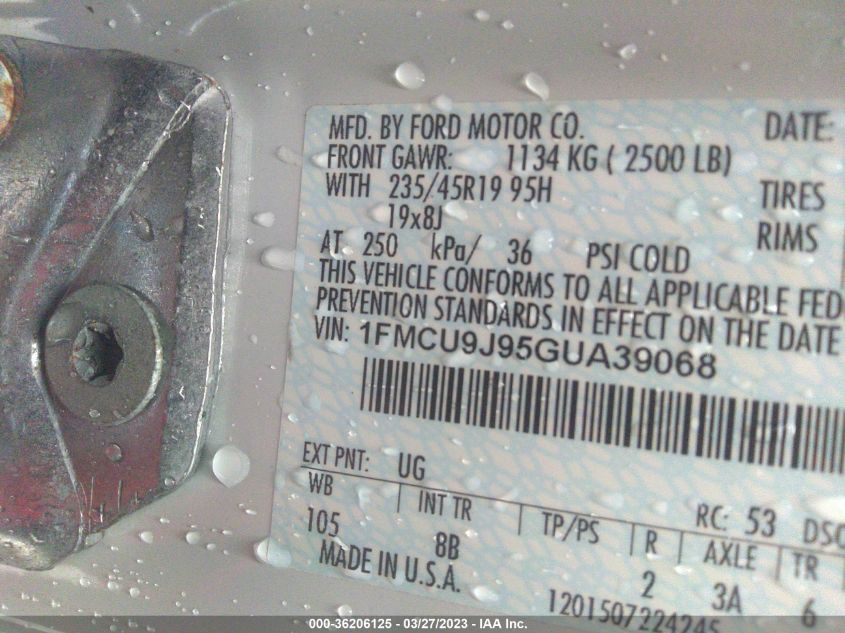 MFD. BY FORD MOTOR CO. DATE:
FRONT GAWR: 1134 KG ( 2500 LB)
WITH 235/45R19 95H TIRES
19x8J RIMS
AT 250 kPa/ 36 PSI COLD
THIS VEHICLE CONFORMS TO ALL APPLICABLE FED
PREVENTION STANDARDS IN EFFECT ON THE DATE
VIN: 1FMCU9J95GUA39068
EXT PNT: UG RC: 53 DSO
WB INT TR TP/PS R AXLE TR
105 8B 2 3A 6
MADE IN U.S.A.
000-36206125 - 03/27/2023 - IAA Inc.